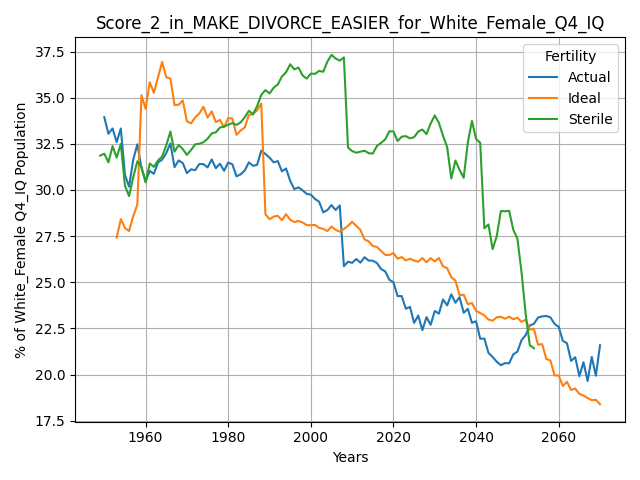 Score_2_in_MAKE_DIVORCE_EASIER_for_White_Female_Q4_IQ
% of White_Female Q4_IQ Population
37.5
35.0
32.5
30.0
27.5
25.0
22.5
20.0
17.5
Fertility
Actual
Ideal
Sterile
1960
1980
2000
2020
2040
2060
Years